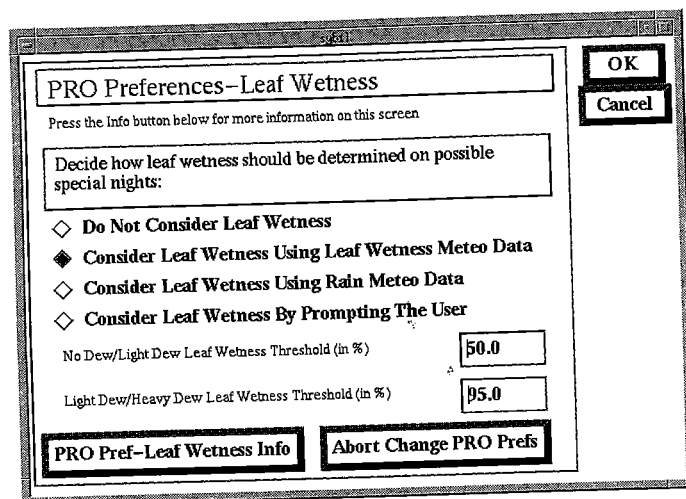 sybil
PRO Preferences–Leaf Wetness
OK
Cancel
Press the Info button below for more information on this screen
Decide how leaf wetness should be determined on possible
special nights:
Do Not Consider Leaf Wetness
Consider Leaf Wetness Using Leaf Wetness Meteo Data
Consider Leaf Wetness Using Rain Meteo Data
Consider Leaf Wetness By Prompting The User
No Dew/Light Dew Leaf Wetness Threshold (in %) 50.0
Light Dew/Heavy Dew Leaf Wetness Threshold (in %) 95.0
PRO Pref–Leaf Wetness Info
Abort Change PRO Prefs